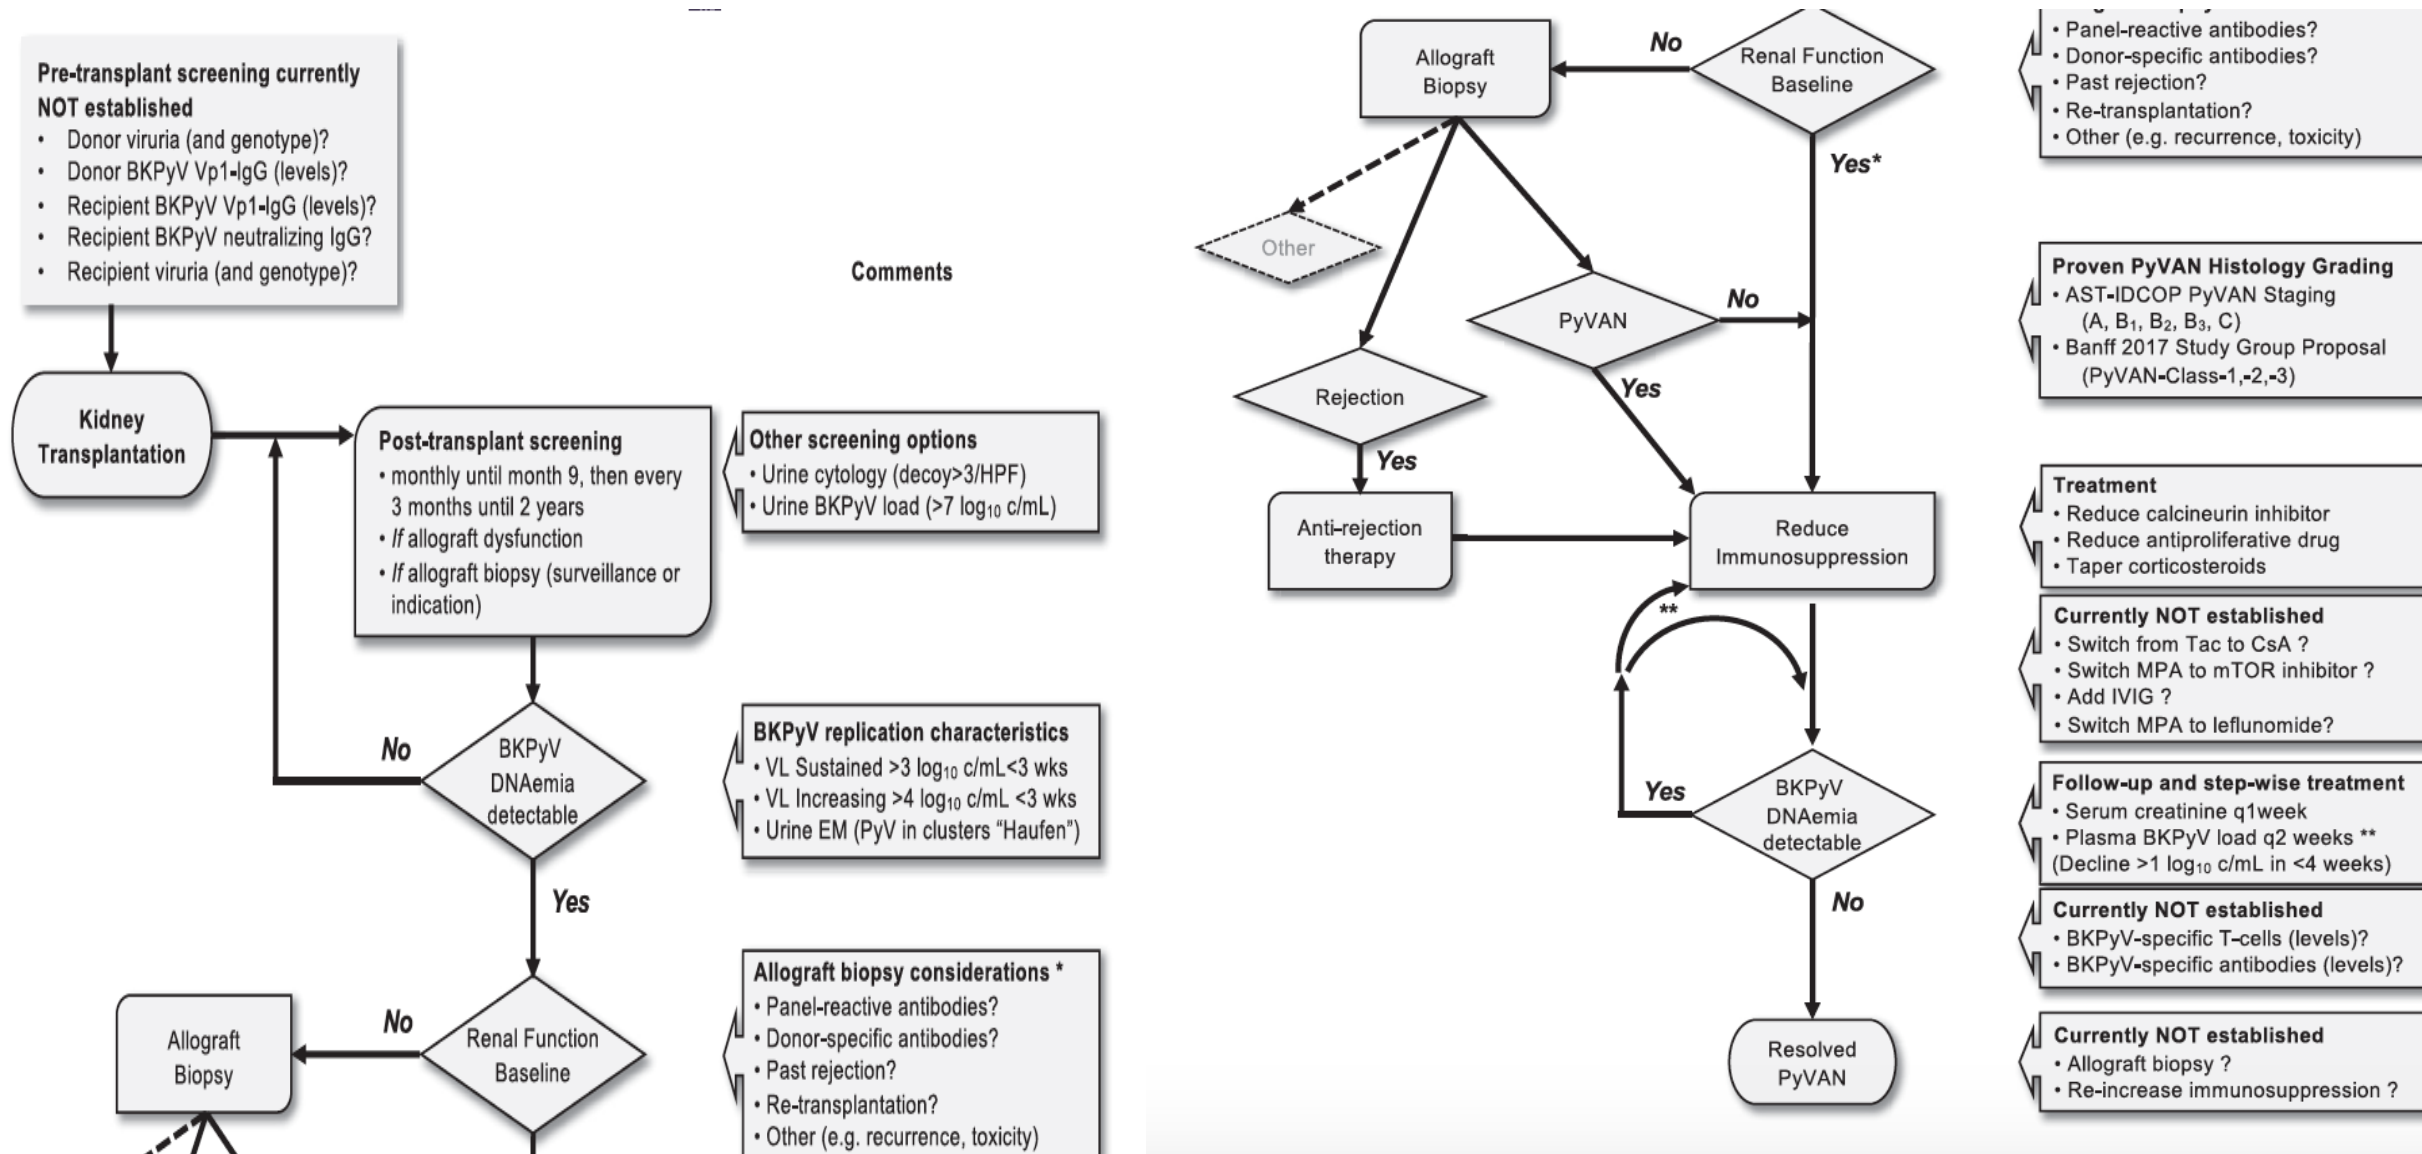 Pre-transplant screening currently
NOT established
• Donor viruria (and genotype)?
• Donor BKPyV Vp1-IgG (levels)?
• Recipient BKPyV Vp1-IgG (levels)?
• Recipient BKPyV neutralizing IgG?
• Recipient viruria (and genotype)?
Comments
Kidney
Transplantation
Post-transplant screening
• monthly until month 9, then every
3 months until 2 years
• If allograft dysfunction
• If allograft biopsy (surveillance or
indication)
Other screening options
• Urine cytology (decoy>3/HPF)
• Urine BKPyV load (>7 log₁₀ c/mL)
No
BKPyV
DNAemia
detectable
BKPyV replication characteristics
• VL Sustained >3 log₁₀ c/mL<3 wks
• VL Increasing >4 log₁₀ c/mL <3 wks
• Urine EM (PyV in clusters “Haufen”)
Yes
Allograft
Biopsy
No
Renal Function
Baseline
Allograft biopsy considerations *
• Panel-reactive antibodies?
• Donor-specific antibodies?
• Past rejection?
• Re-transplantation?
• Other (e.g. recurrence, toxicity)
Allograft
Biopsy
No
Renal Function
Baseline
• Panel-reactive antibodies?
• Donor-specific antibodies?
• Past rejection?
• Re-transplantation?
• Other (e.g. recurrence, toxicity)
Yes*
Other
PyVAN
No
Proven PyVAN Histology Grading
• AST-IDCOP PyVAN Staging
(A, B₁, B₂, B₃, C)
• Banff 2017 Study Group Proposal
(PyVAN-Class-1,-2,-3)
Rejection
Yes
Yes
Anti-rejection
therapy
Reduce
Immunosuppression
Treatment
• Reduce calcineurin inhibitor
• Reduce antiproliferative drug
• Taper corticosteroids
**
Currently NOT established
• Switch from Tac to CsA ?
• Switch MPA to mTOR inhibitor ?
• Add IVIG ?
• Switch MPA to leflunomide?
Yes
BKPyV
DNAemia
detectable
Follow-up and step-wise treatment
• Serum creatinine q1week
• Plasma BKPyV load q2 weeks **
(Decline >1 log₁₀ c/mL in <4 weeks)
No
Currently NOT established
• BKPyV-specific T-cells (levels)?
• BKPyV-specific antibodies (levels)?
Resolved
PyVAN
Currently NOT established
• Allograft biopsy ?
• Re-increase immunosuppression ?